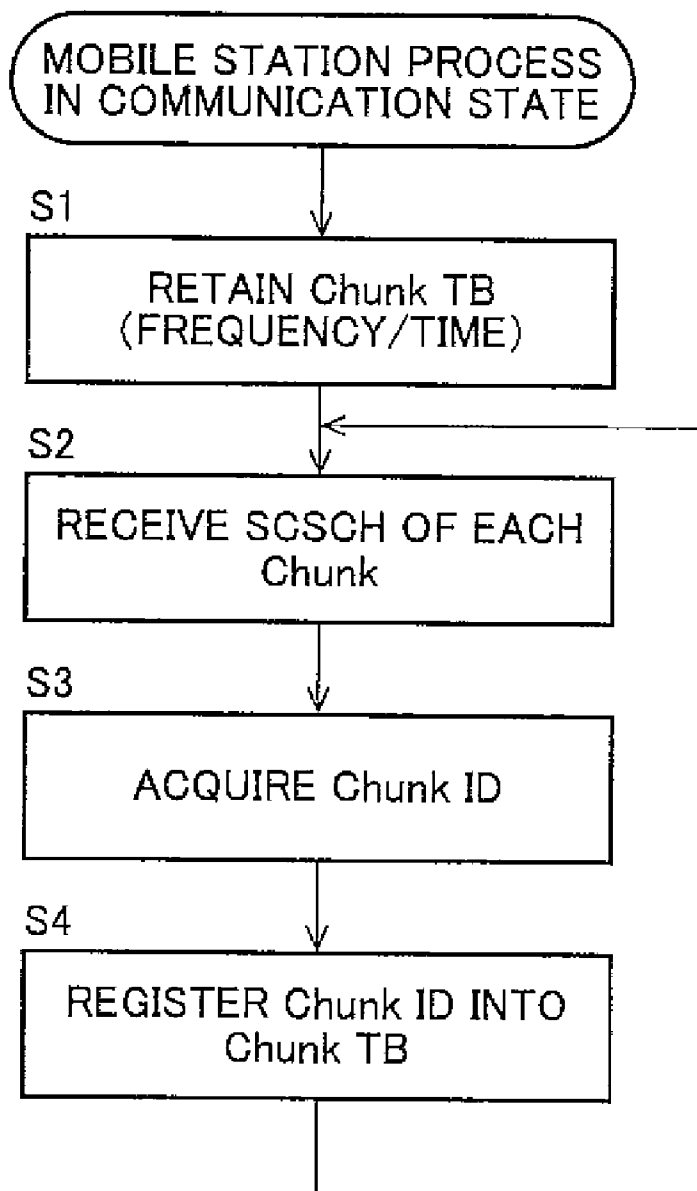 MOBILE STATION PROCESS
IN COMMUNICATION STATE
S1
RETAIN Chunk TB
(FREQUENCY/TIME)
S2
RECEIVE SCSCH OF EACH
Chunk
S3
ACQUIRE Chunk ID
S4
REGISTER Chunk ID INTO
Chunk TB